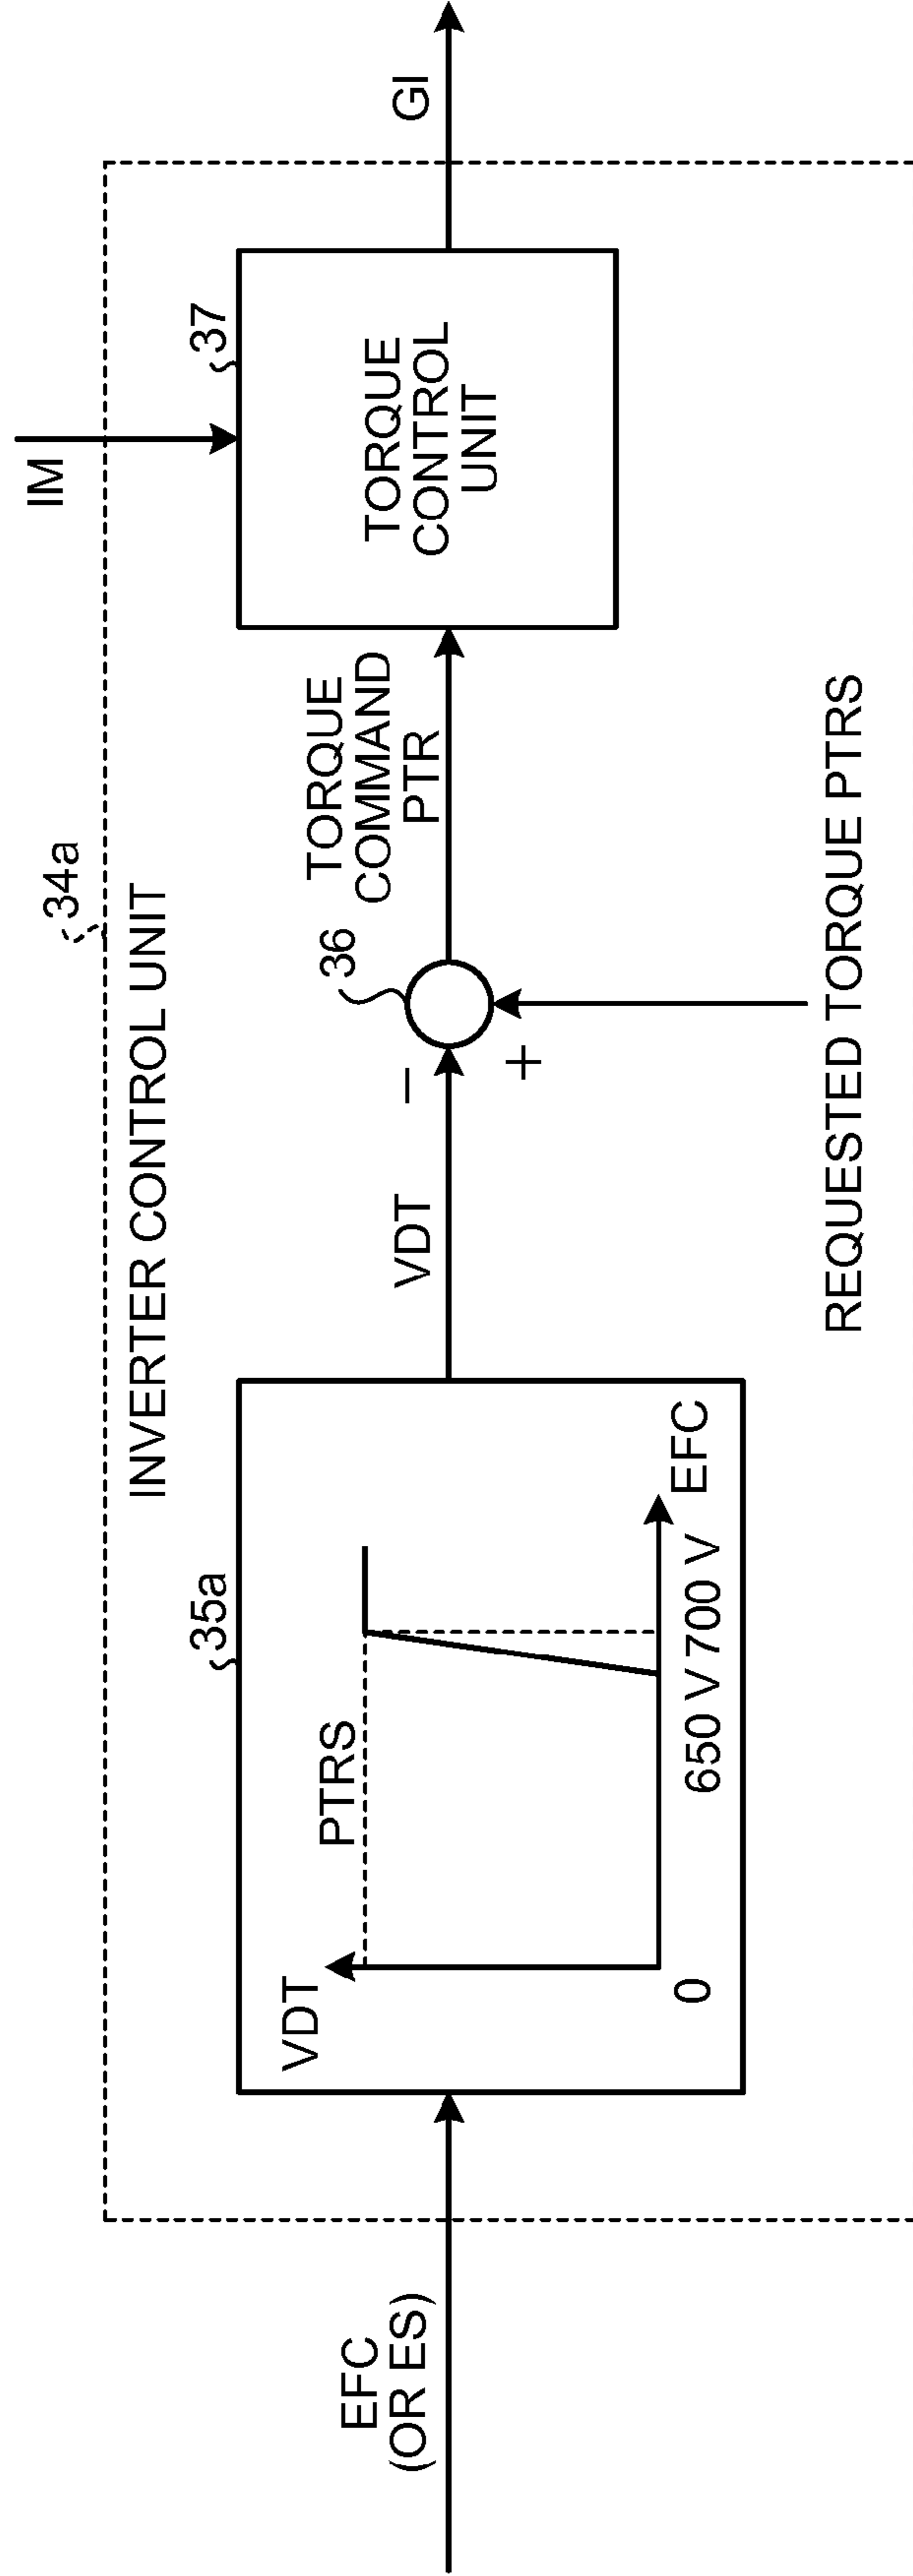 34a
INVERTER CONTROL UNIT
EFC
(OR ES)
35a
VDT
PTRS
0
650 V 700 V
EFC
VDT
−
+
36
TORQUE
COMMAND
PTR
REQUESTED TORQUE PTRS
IM
37
TORQUE
CONTROL
UNIT
GI